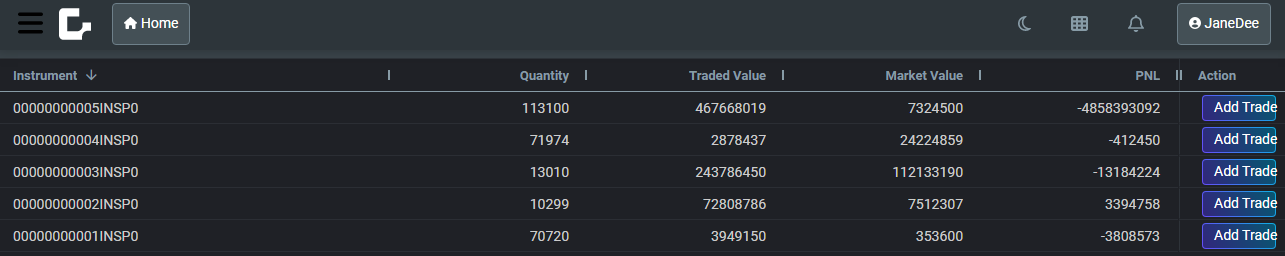 Home JaneDee
Instrument Quantity Traded Value Market Value PNL Action
00000000005INSP0 113100 467668019 7324500 -4858393092 Add Trade
00000000004INSP0 71974 2878437 24224859 -412450 Add Trade
00000000003INSP0 13010 243786450 112133190 -13184224 Add Trade
00000000002INSP0 10299 72808786 7512307 3394758 Add Trade
00000000001INSP0 70720 3949150 353600 -3808573 Add Trade